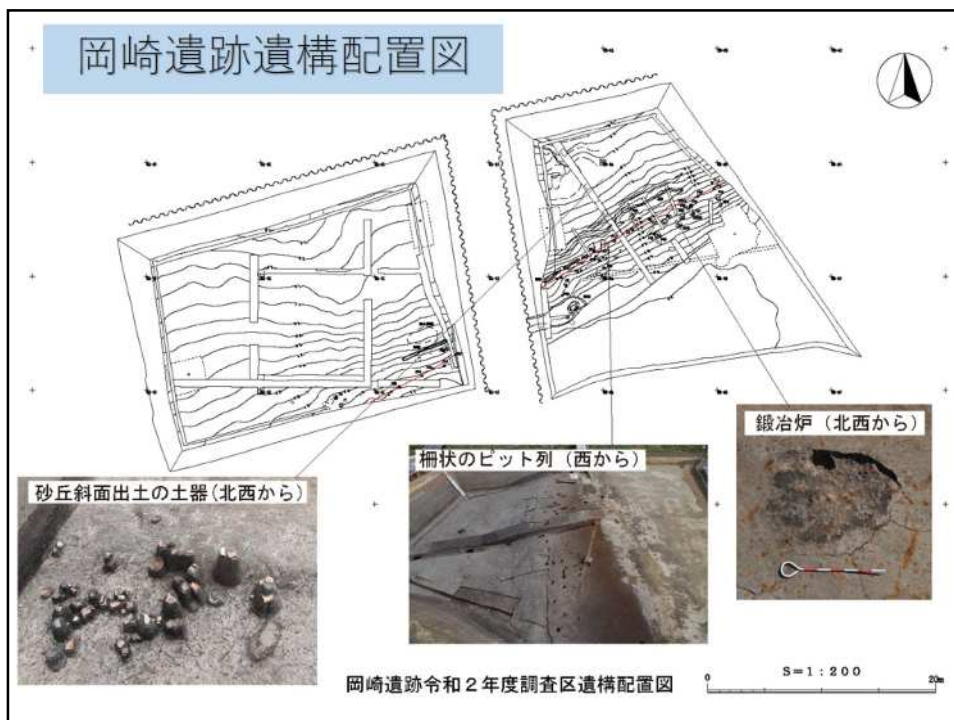 岡崎遺跡遺構配置図
鍛冶炉（北西から）
柵状のピット列（西から）
砂丘斜面出土の土器(北西から)
岡崎遺跡令和２年度調査区遺構配置図
S=1:200
0
20m